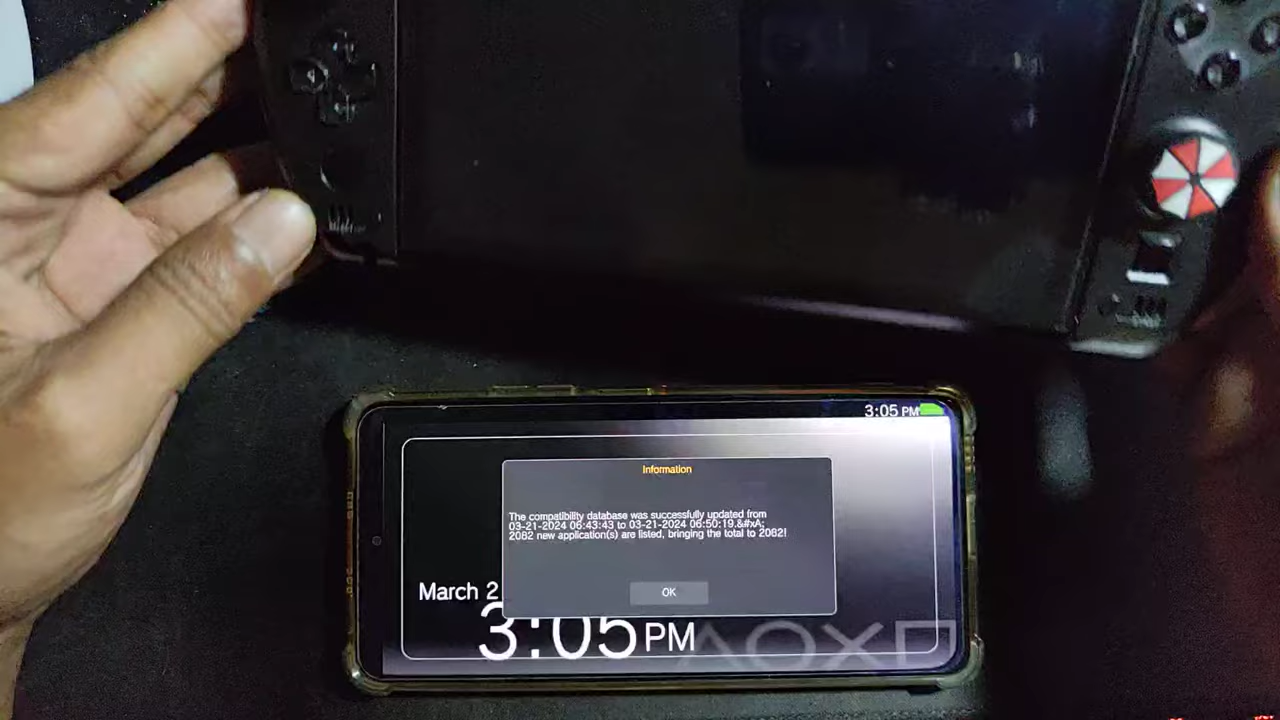 3:05 PM
Information
The compatibility database was successfully updated from
03-21-2024 06:43:43 to 03-21-2024 06:50:19.&#xA;
2082 new application(s) are listed, bringing the total to 2082!
OK
March 2
3:05 PM